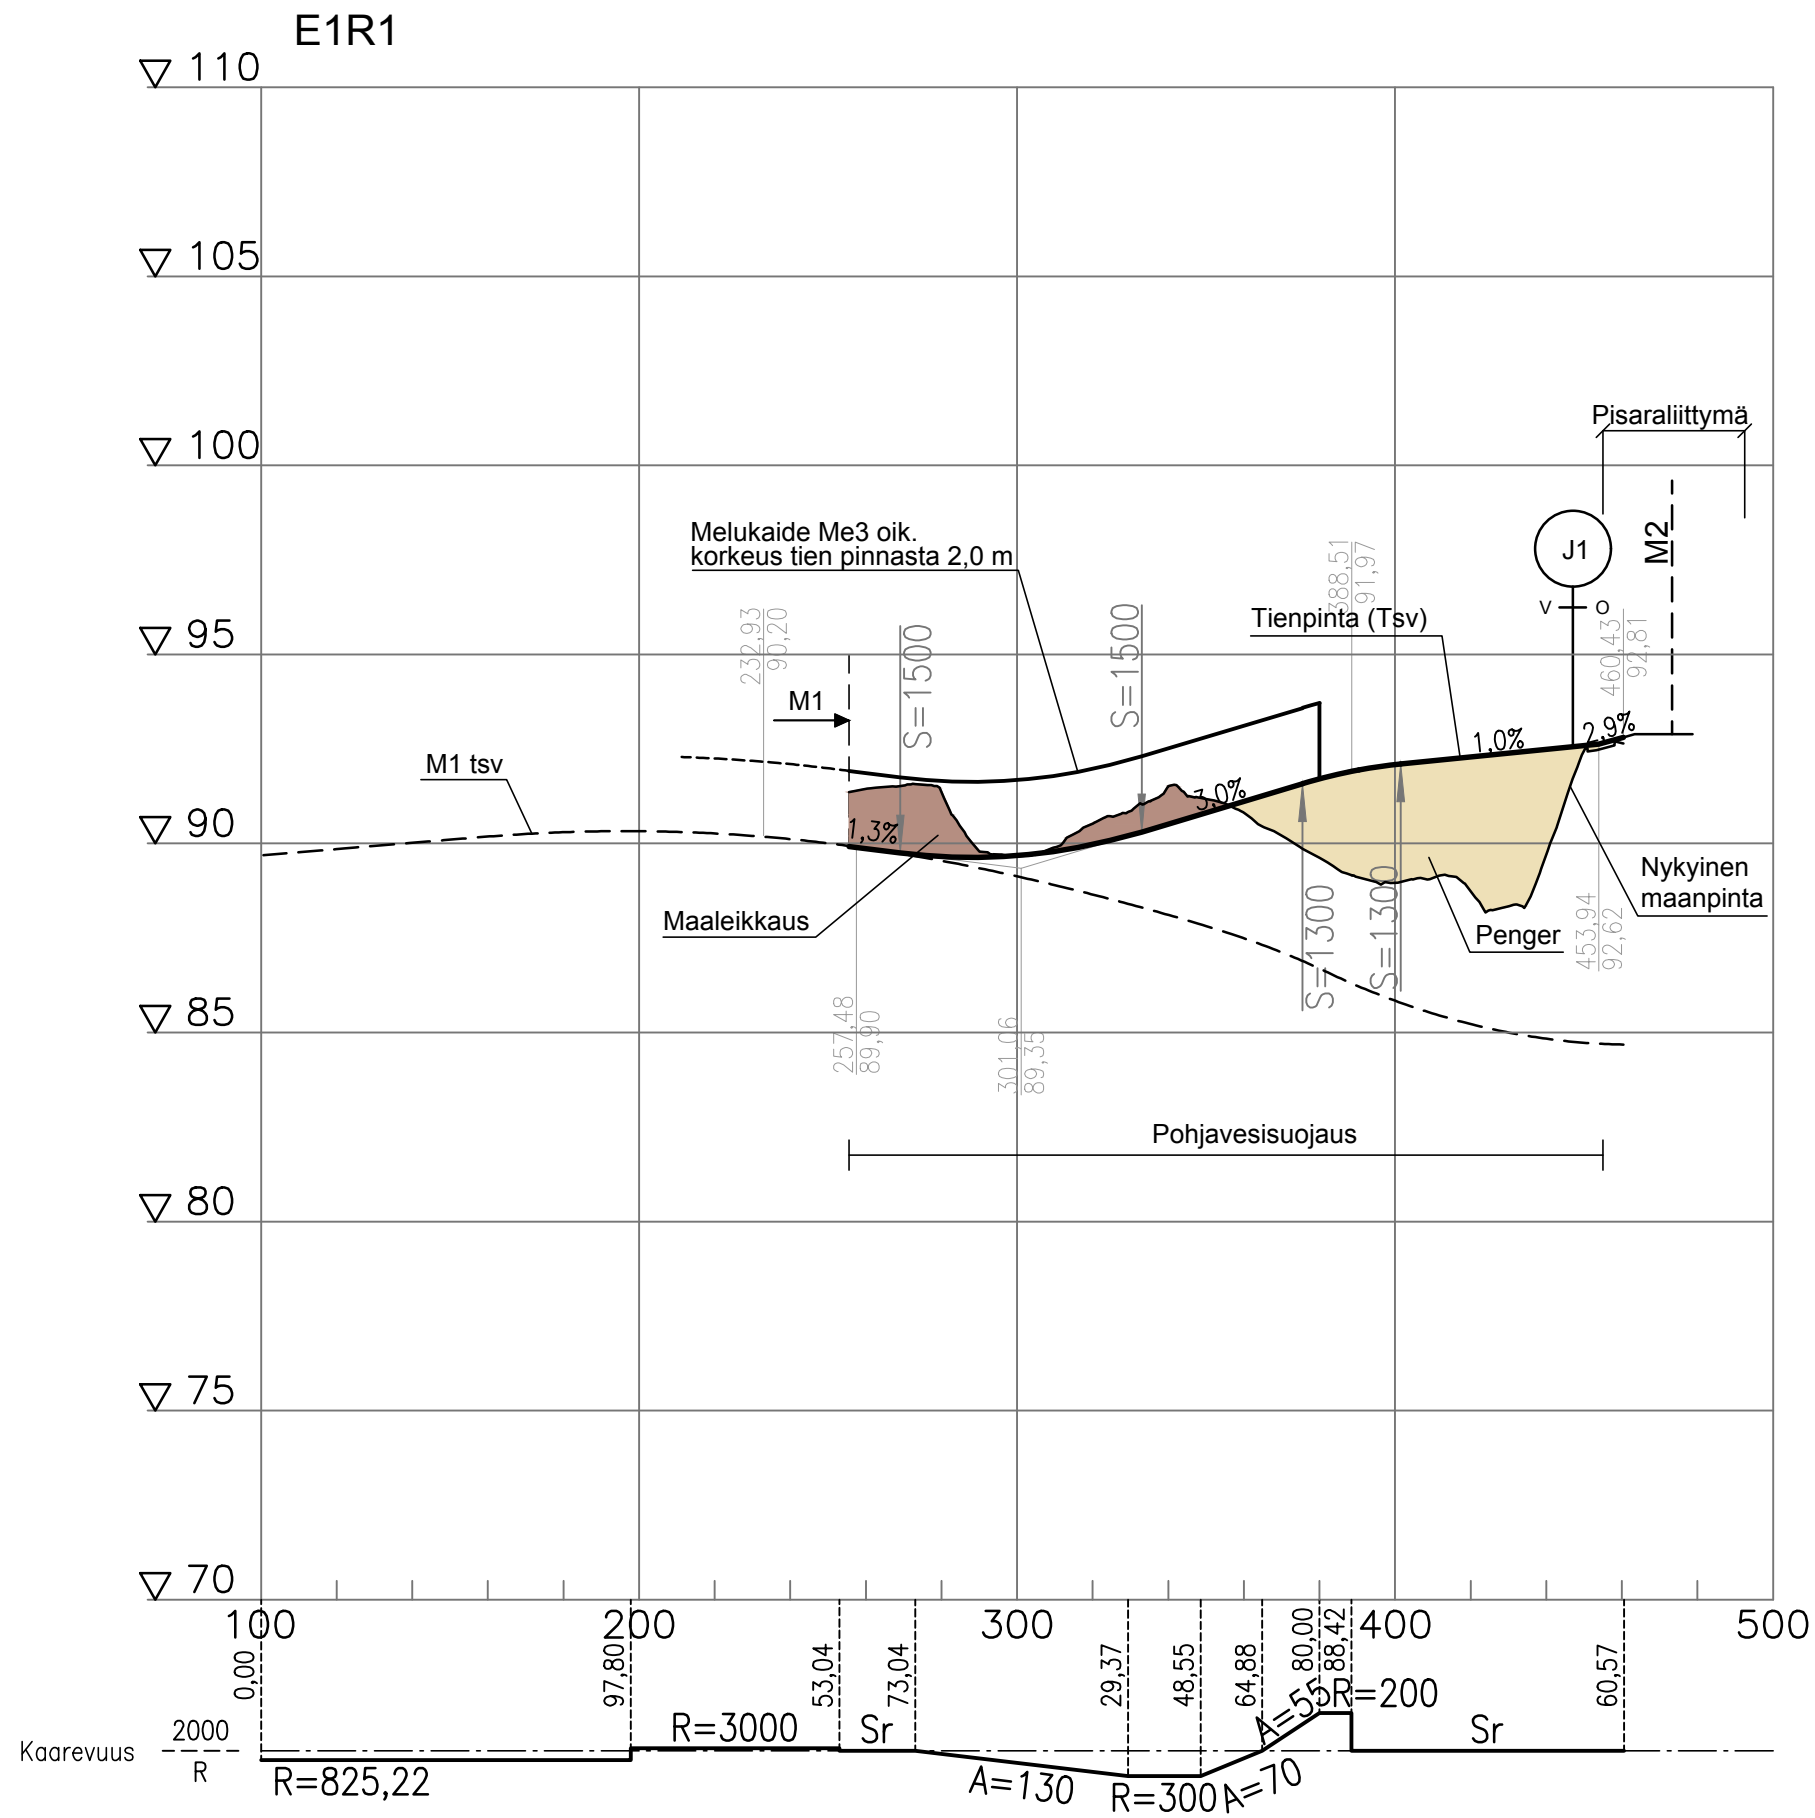 E1R1
110
105
100
95
90
85
80
75
70
Pisaraliittymä
Melukaide Me3 oik.
korkeus tien pinnasta 2,0 m
J1
V
O
M2
Tienpinta (Tsv)
388,51
91,97
460,43
92,81
232,93
90,20
S=1500
S=1500
M1
M1 tsv
1,3%
3,0%
1,0%
2,9%
Maaleikkaus
Nykyinen
maanpinta
Penger
S=1300
S=1300
453,94
92,62
257,48
89,90
301,06
89,35
Pohjavesisuojaus
100
200
300
400
500
0,00
97,80
53,04
73,04
29,37
48,55
64,88
80,00
88,42
60,57
Kaarevuus
2000
R
R=825,22
R=3000
Sr
A=130
R=300
A=70
A=55
R=200
Sr